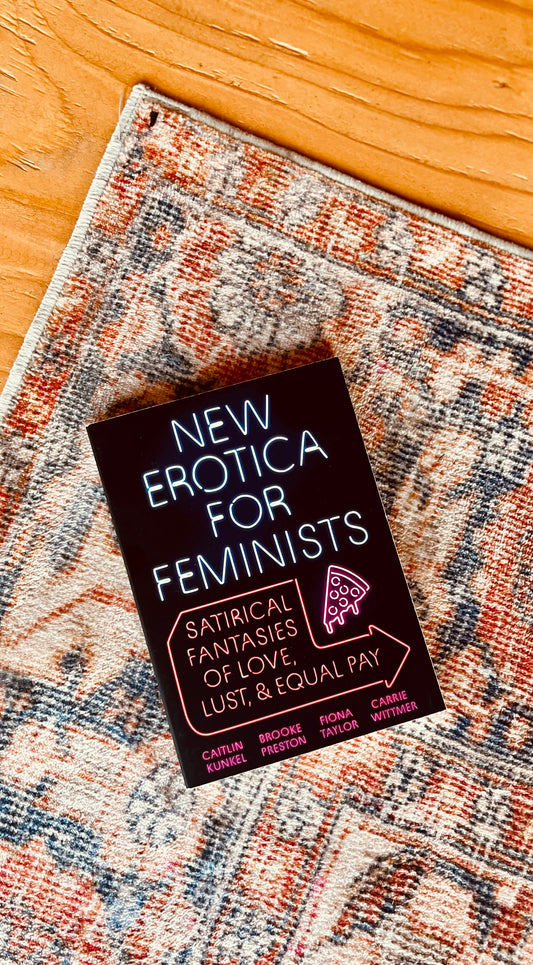 NEW
EROTICA
FOR
FEMINISTS
SATIRICAL
FANTASIES
OF LOVE,
LUST, & EQUAL PAY
CAITLIN KUNKEL
BROOKE PRESTON
FIONA TAYLOR
CARRIE WITTMER